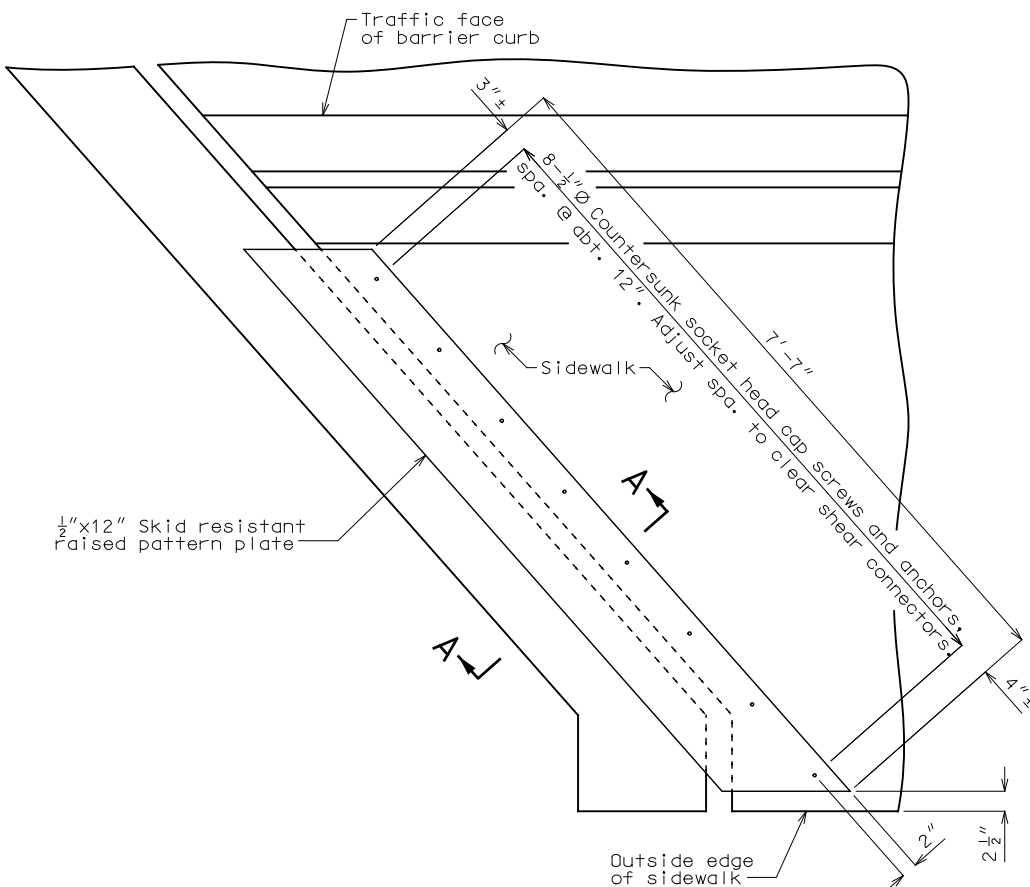 Traffic face
of barrier curb
3"±
8-½"Ø Countersunk socket head cap screws and anchors,
spa. @ abt. 12". Adjust spa. to clear shear connectors.
7'-7"
Sidewalk
A
½"x12" Skid resistant
raised pattern plate
A
4"±
2"
2½"
Outside edge
of sidewalk